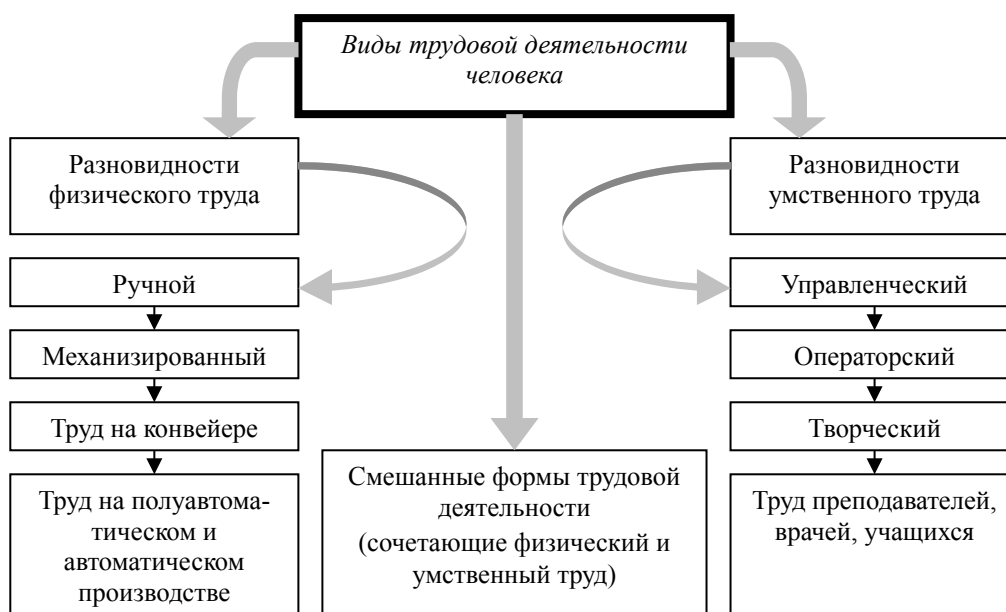 Виды трудовой деятельности
человека
Разновидности
физического труда
Ручной
Механизированный
Труд на конвейере
Труд на полуавтома-
тическом и
автоматическом
производстве
Смешанные формы трудовой
деятельности
(сочетающие физический и
умственный труд)
Разновидности
умственного труда
Управленческий
Операторский
Творческий
Труд преподавателей,
врачей, учащихся